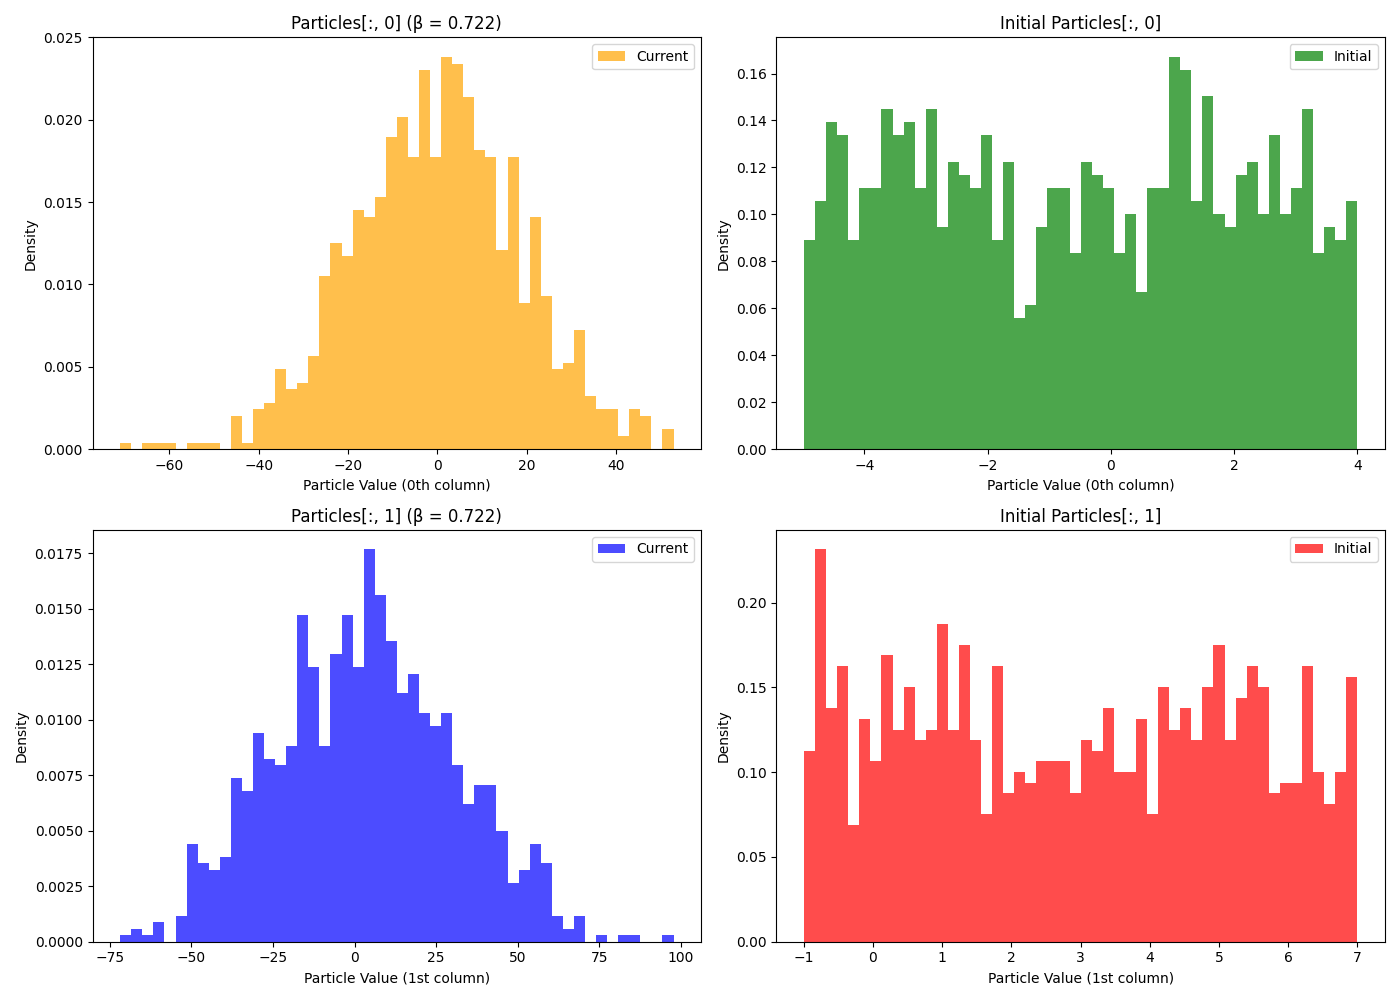 Particles[:, 0] (β = 0.722)
Current
Density
0.025
0.020
0.015
0.010
0.005
0.000
−60 −40 −20 0 20 40
Particle Value (0th column)
Initial Particles[:, 0]
Initial
Density
0.16
0.14
0.12
0.10
0.08
0.06
0.04
0.02
0.00
−4 −2 0 2 4
Particle Value (0th column)
Particles[:, 1] (β = 0.722)
Current
Density
0.0175
0.0150
0.0125
0.0100
0.0075
0.0050
0.0025
0.0000
−75 −50 −25 0 25 50 75 100
Particle Value (1st column)
Initial Particles[:, 1]
Initial
Density
0.20
0.15
0.10
0.05
0.00
−1 0 1 2 3 4 5 6 7
Particle Value (1st column)